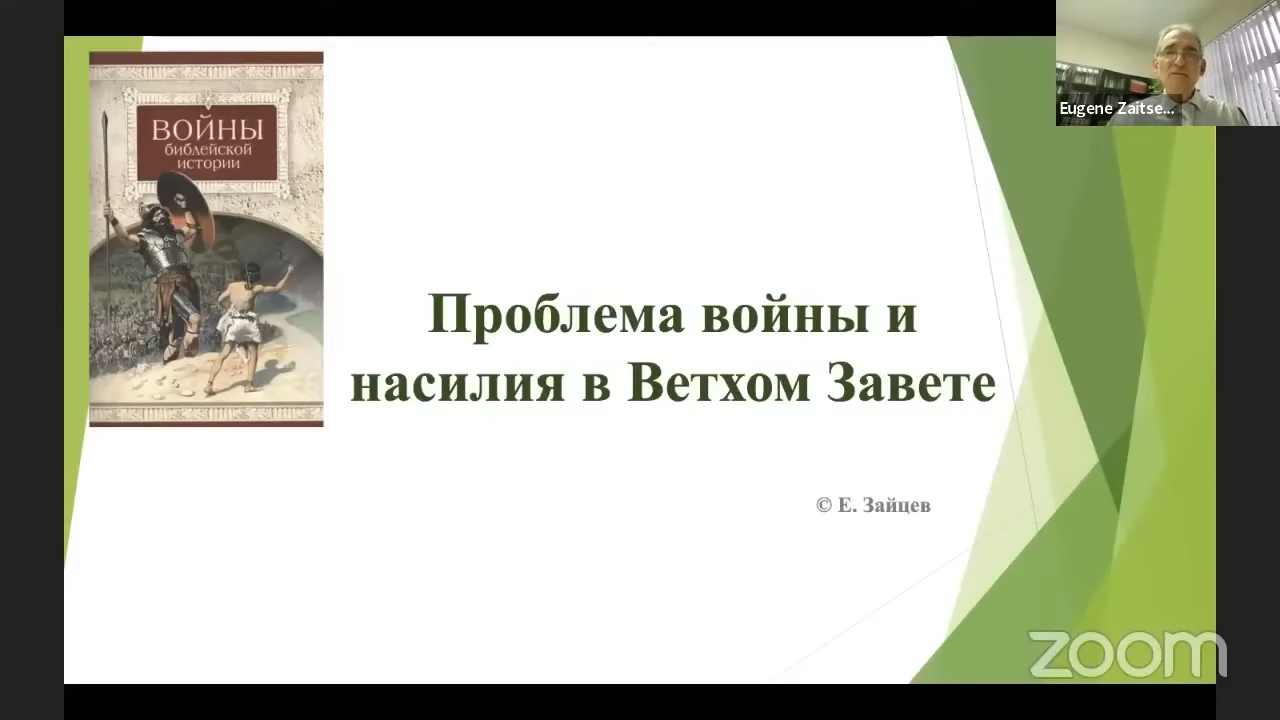 ВОЙНЫ
библейской
истории
Eugene Zaitse...
Проблема войны и
насилия в Ветхом Завете
© Е. Зайцев
zoom